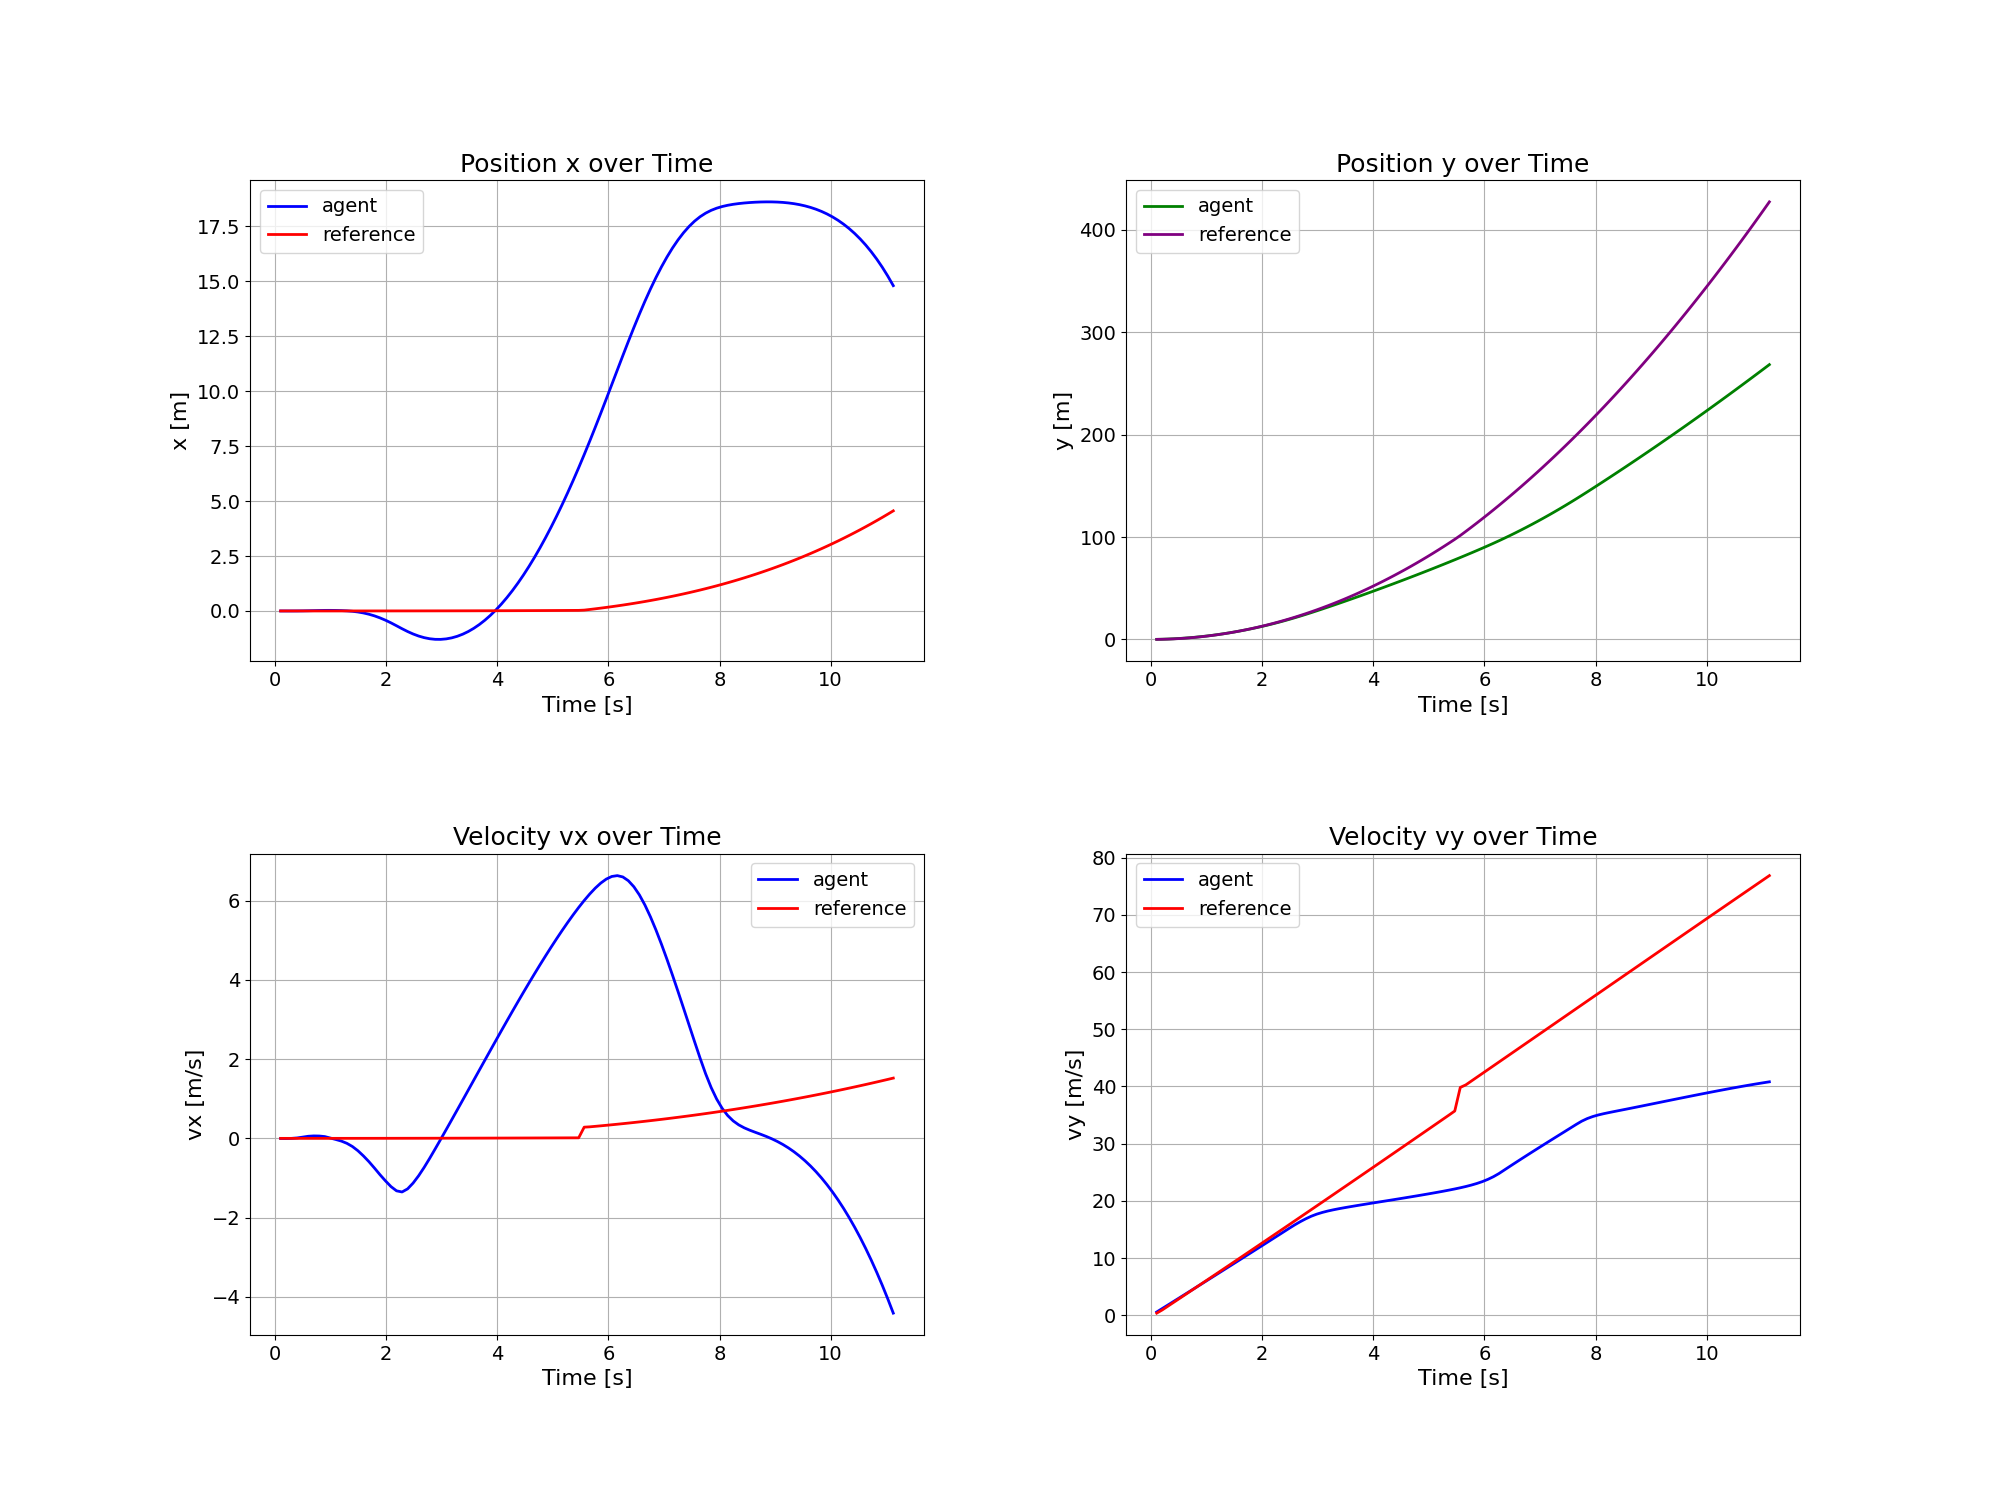 Position x over Time
agent
reference
x [m]
17.5
15.0
12.5
10.0
7.5
5.0
2.5
0.0
0 2 4 6 8 10
Time [s]
Position y over Time
agent
reference
y [m]
400
300
200
100
0
0 2 4 6 8 10
Time [s]
Velocity vx over Time
agent
reference
vx [m/s]
6
4
2
0
−2
−4
0 2 4 6 8 10
Time [s]
Velocity vy over Time
agent
reference
vy [m/s]
80
70
60
50
40
30
20
10
0
0 2 4 6 8 10
Time [s]